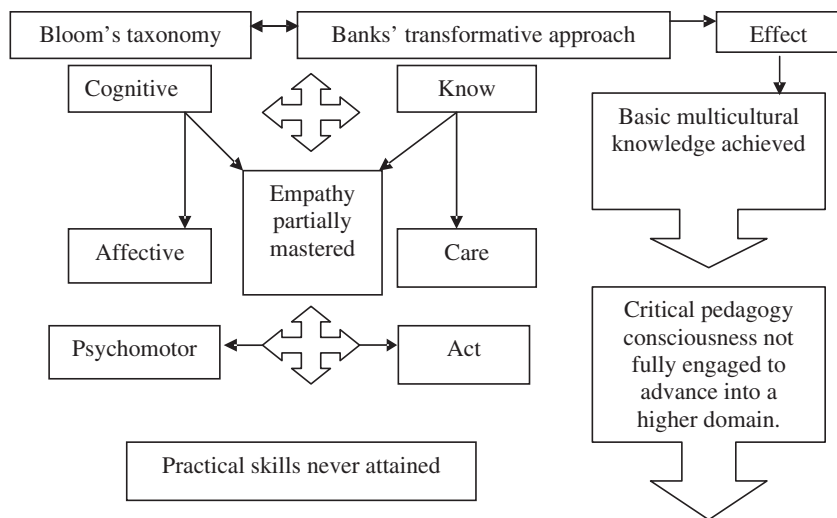 Bloom’s taxonomy
Banks’ transformative approach
Effect
Cognitive
Know
Basic multicultural
knowledge achieved
Empathy
partially
mastered
Affective
Care
Critical pedagogy
consciousness not
fully engaged to
advance into a
higher domain.
Psychomotor
Act
Practical skills never attained